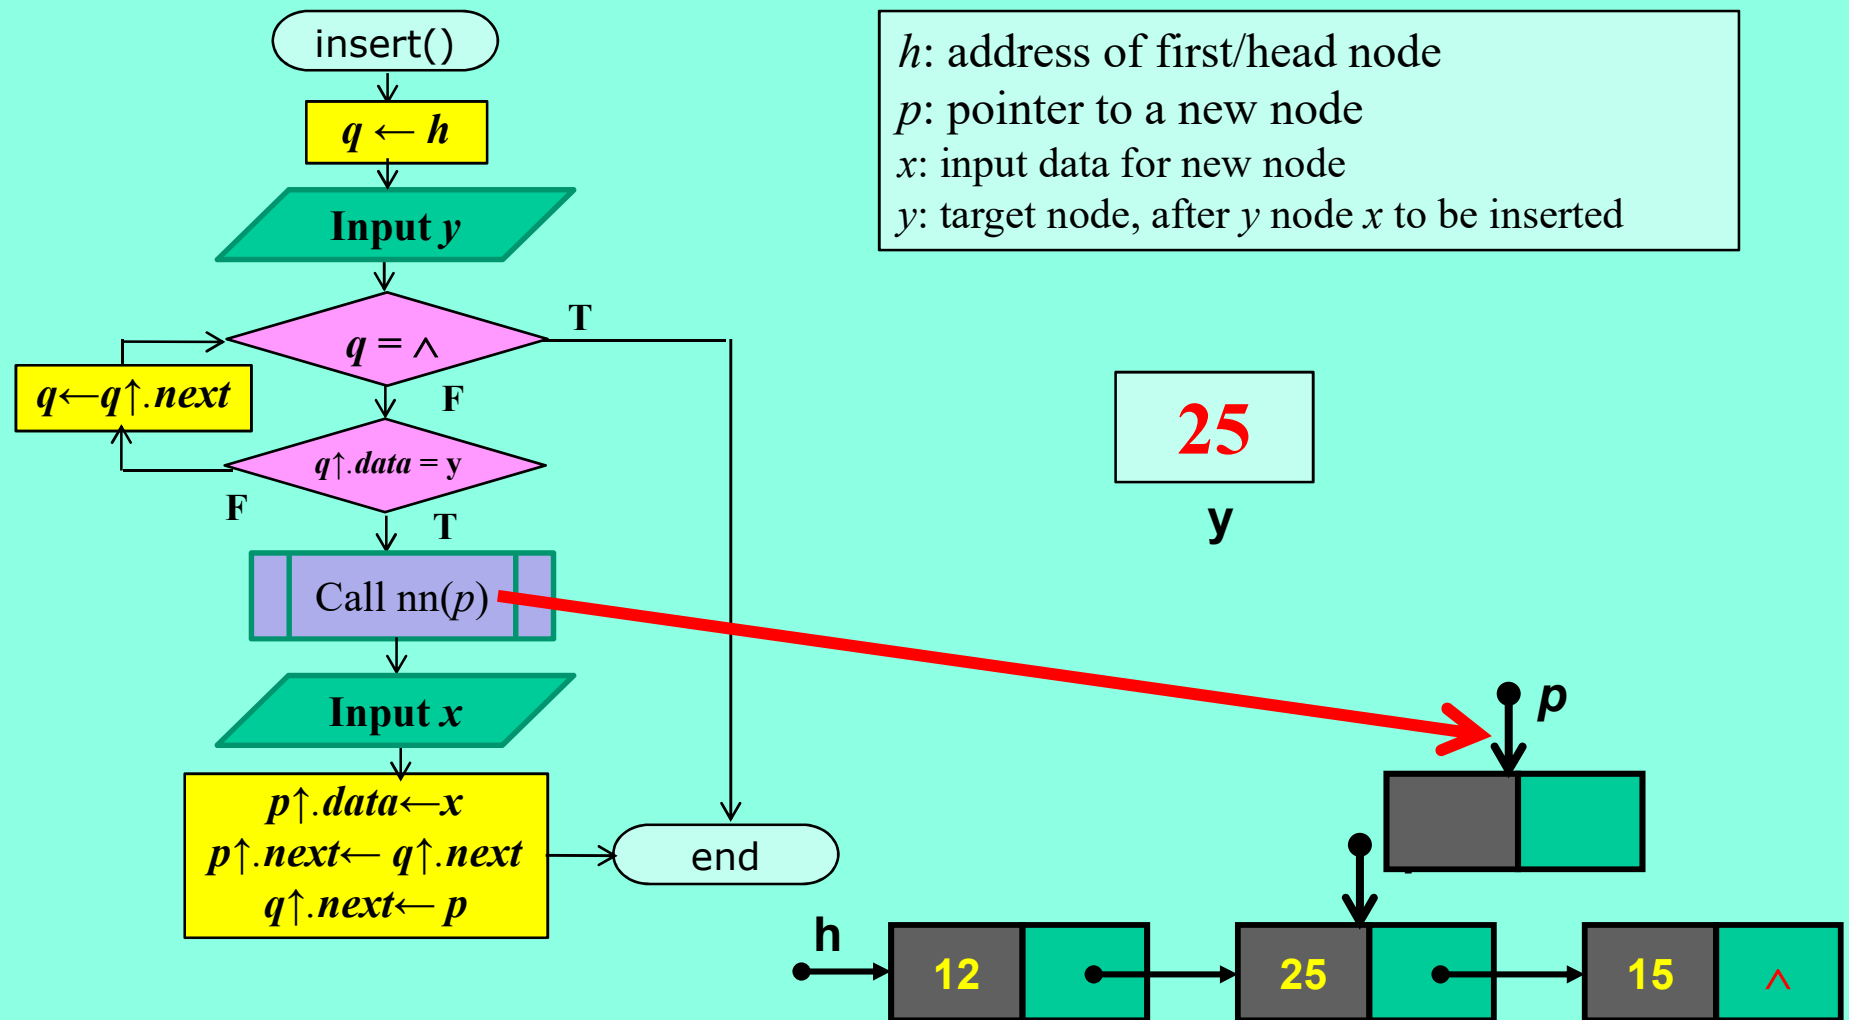 insert()
q ← h
Input y
q = ∧
T
F
q←q↑.next
q↑.data = y
F
T
Call nn(p)
Input x
p↑.data←x
p↑.next← q↑.next
q↑.next← p
end
h: address of first/head node
p: pointer to a new node
x: input data for new node
y: target node, after y node x to be inserted
25
y
p
h
12
25
15
∧